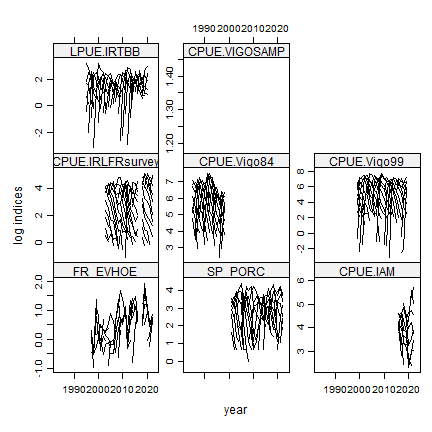 1990 2000 2010 2020
LPUE.IRTBB CPUE.VIGOSAMP
-2 0 2
1.20 1.30 1.40
CPUE.IRLFRsurvey CPUE.Vigo84 CPUE.Vigo99
0 2 4
3 4 5 6 7
-2 0 2 4 6 8
FR_EVHOE SP_PORC CPUE.IAM
-1.0 0.0 1.0 2.0
0 1 2 3 4
3 4 5 6
1990 2000 2010 2020 1990 2000 2010 2020
log indices
year